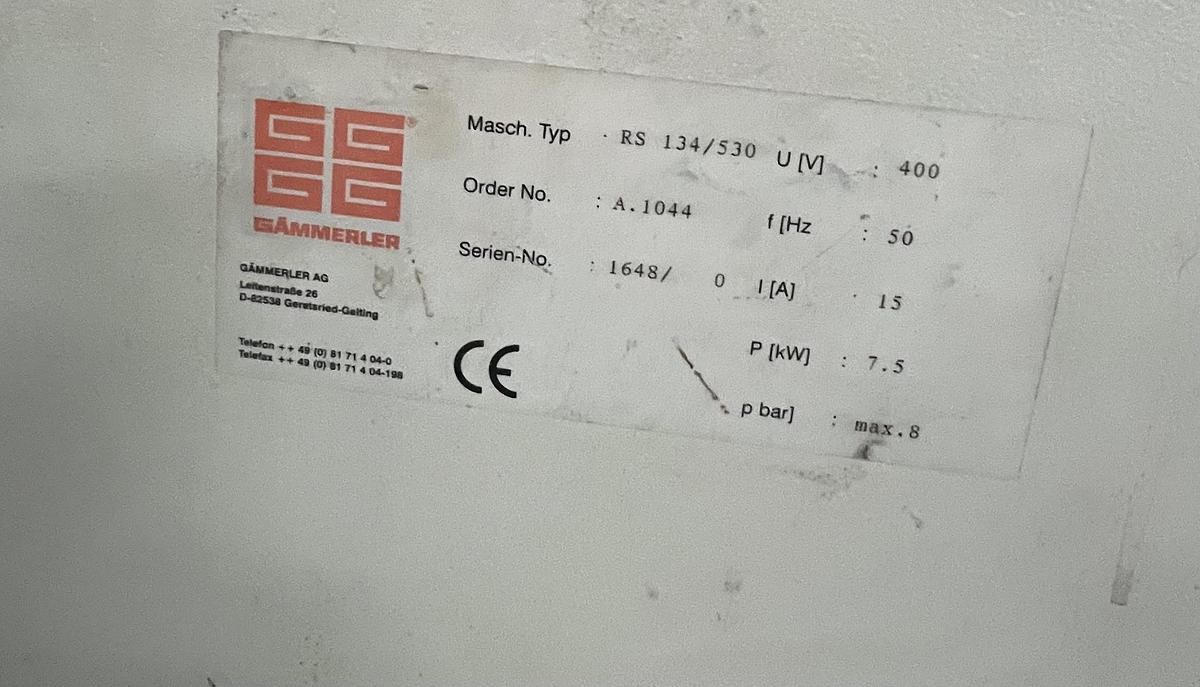 GÄMMERLER
GÄMMERLER AG
Leitenstraße 26
D-82538 Geretsried-Gelting
Telefon ++ 49 (0) 81 71 4 04-0
Telefax ++ 49 (0) 81 71 4 04-198
CE
Masch. Typ : RS 134/530 U [V] : 400
Order No. : A.1044 f [Hz : 50
Serien-No. : 1648/ 0 I [A] : 15
P [kW] : 7.5
p bar] : max.8